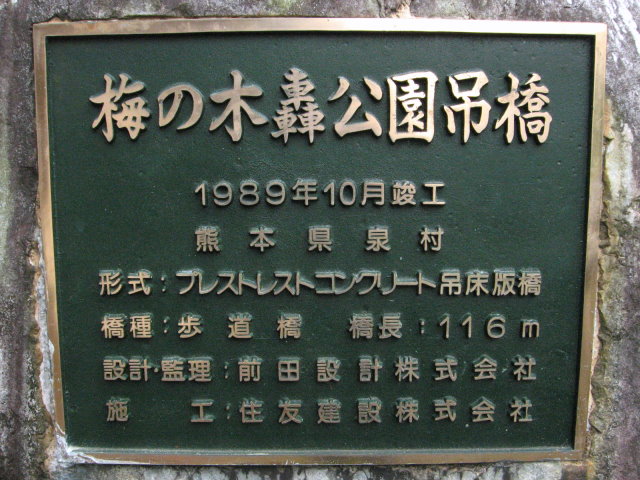 梅の木轟公園吊橋
1989年10月竣工
熊本県泉村
形式:プレストレストコンクリート吊床版橋
橋種:歩道橋 橋長:116m
設計・監理:前田設計株式会社
施工:住友建設株式会社